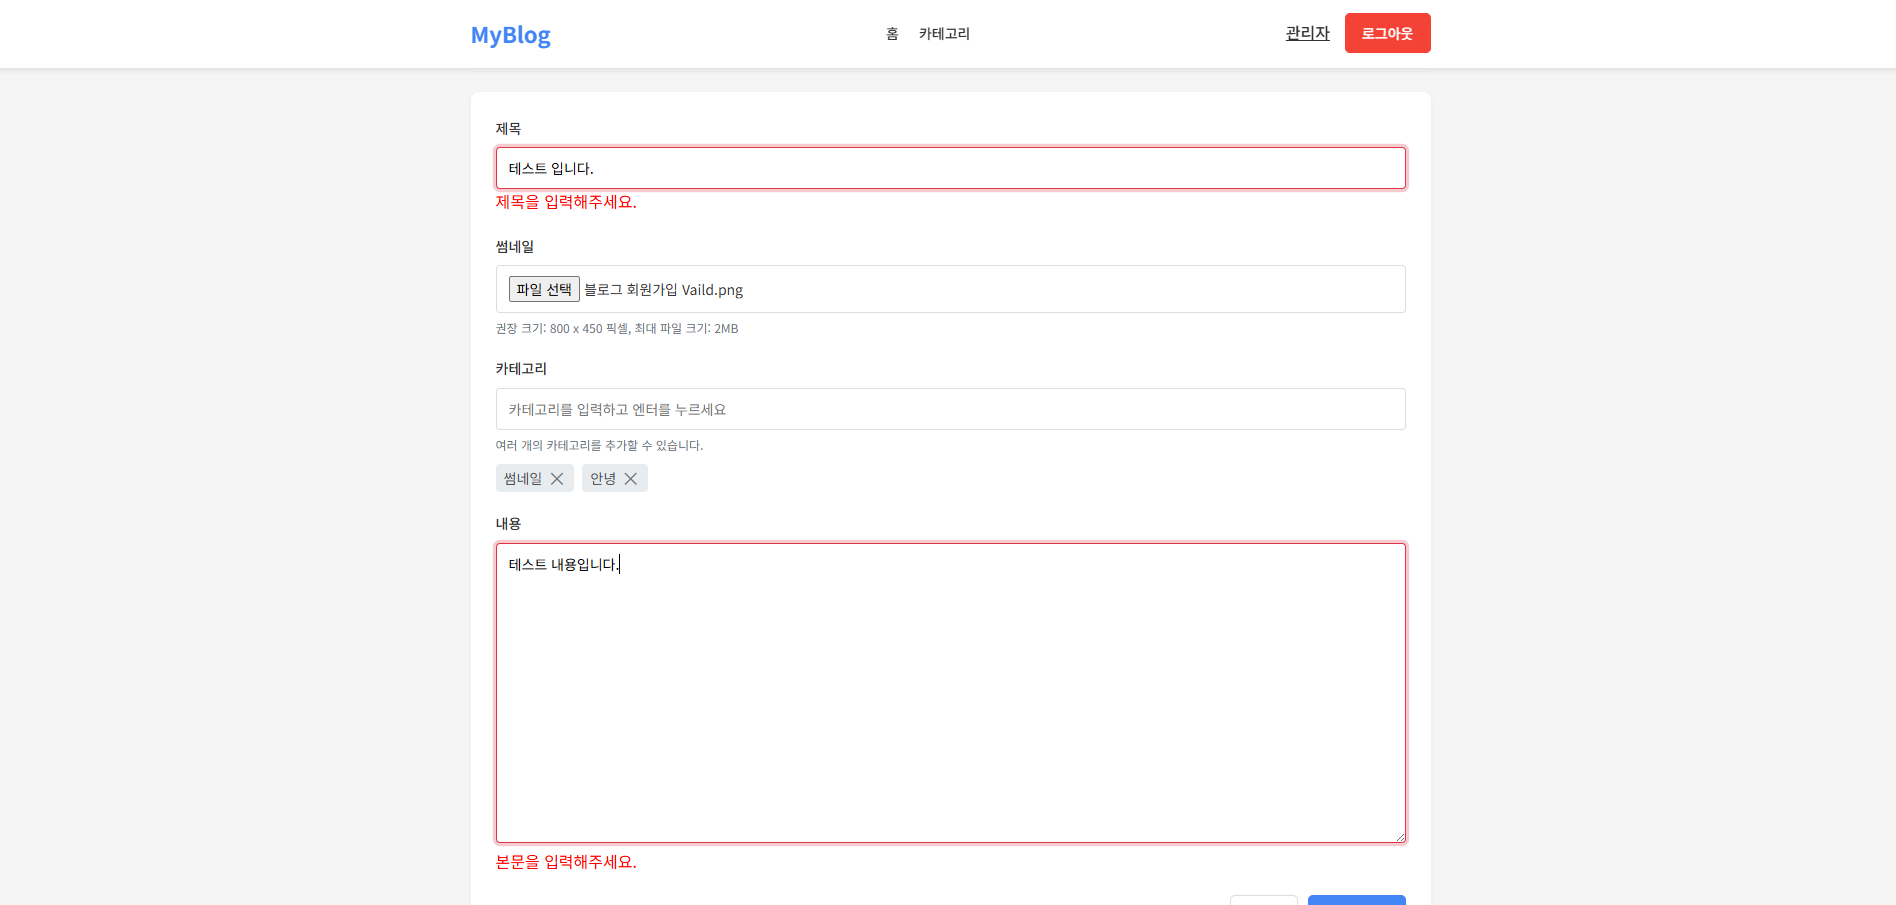 MyBlog 홈 카테고리 관리자 로그아웃
제목
테스트 입니다.
제목을 입력해주세요.
썸네일
파일 선택 블로그 회원가입 Vaild.png
권장 크기: 800 x 450 픽셀, 최대 파일 크기: 2MB
카테고리
카테고리를 입력하고 엔터를 누르세요
여러 개의 카테고리를 추가할 수 있습니다.
썸네일 안녕
내용
테스트 내용입니다.
본문을 입력해주세요.